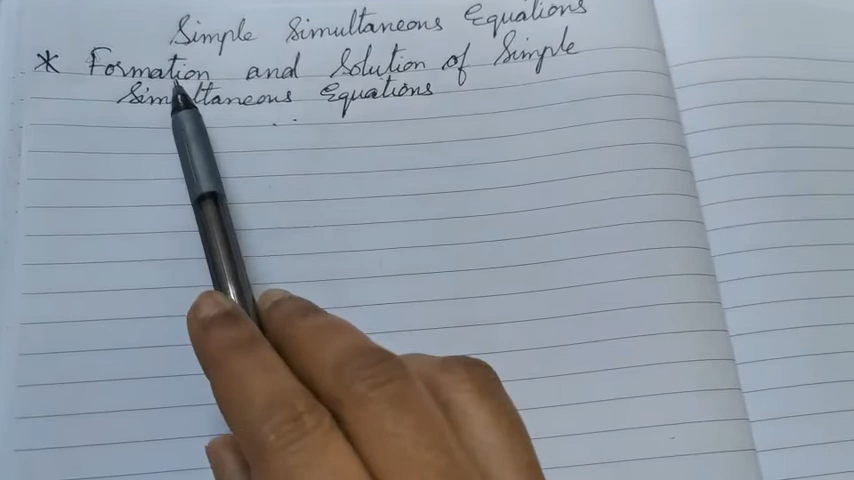 Simple Simultaneous Equations
* Formation and Solution of Simple
Simultaneous Equations